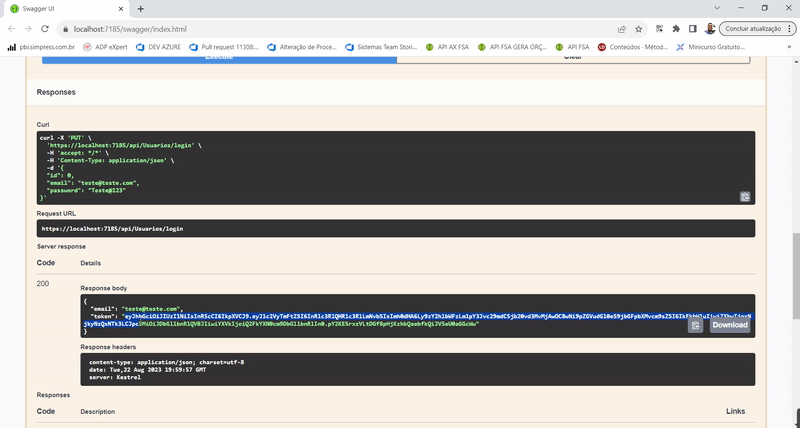 Swagger UI
localhost:7185/swagger/index.html
Concluir atualização
pbi.simpress.com.br
ADP eXpert
DEV AZURE
Pull request 11308:...
Alteração de Proce...
Sistemas Team Stori...
API AX FSA
API FSA GERA ORÇ...
API FSA
Conteúdos - Métod...
Minicurso Gratuito...
Execute
Clear
Responses
Curl
curl -X 'PUT' \
'https://localhost:7185/api/Usuarios/login' \
-H 'accept: */*' \
-H 'Content-Type: application/json' \
-d '{
"id": 0,
"email": "teste@teste.com",
"password": "Teste@123"
}'
Request URL
https://localhost:7185/api/Usuarios/login
Server response
Code Details
200
Response body
{
"email": "teste@teste.com",
"token":
Download
}
Response headers
content-type: application/json; charset=utf-8
date: Tue,22 Aug 2023 19:59:57 GMT
server: Kestrel
Responses
Code Description Links